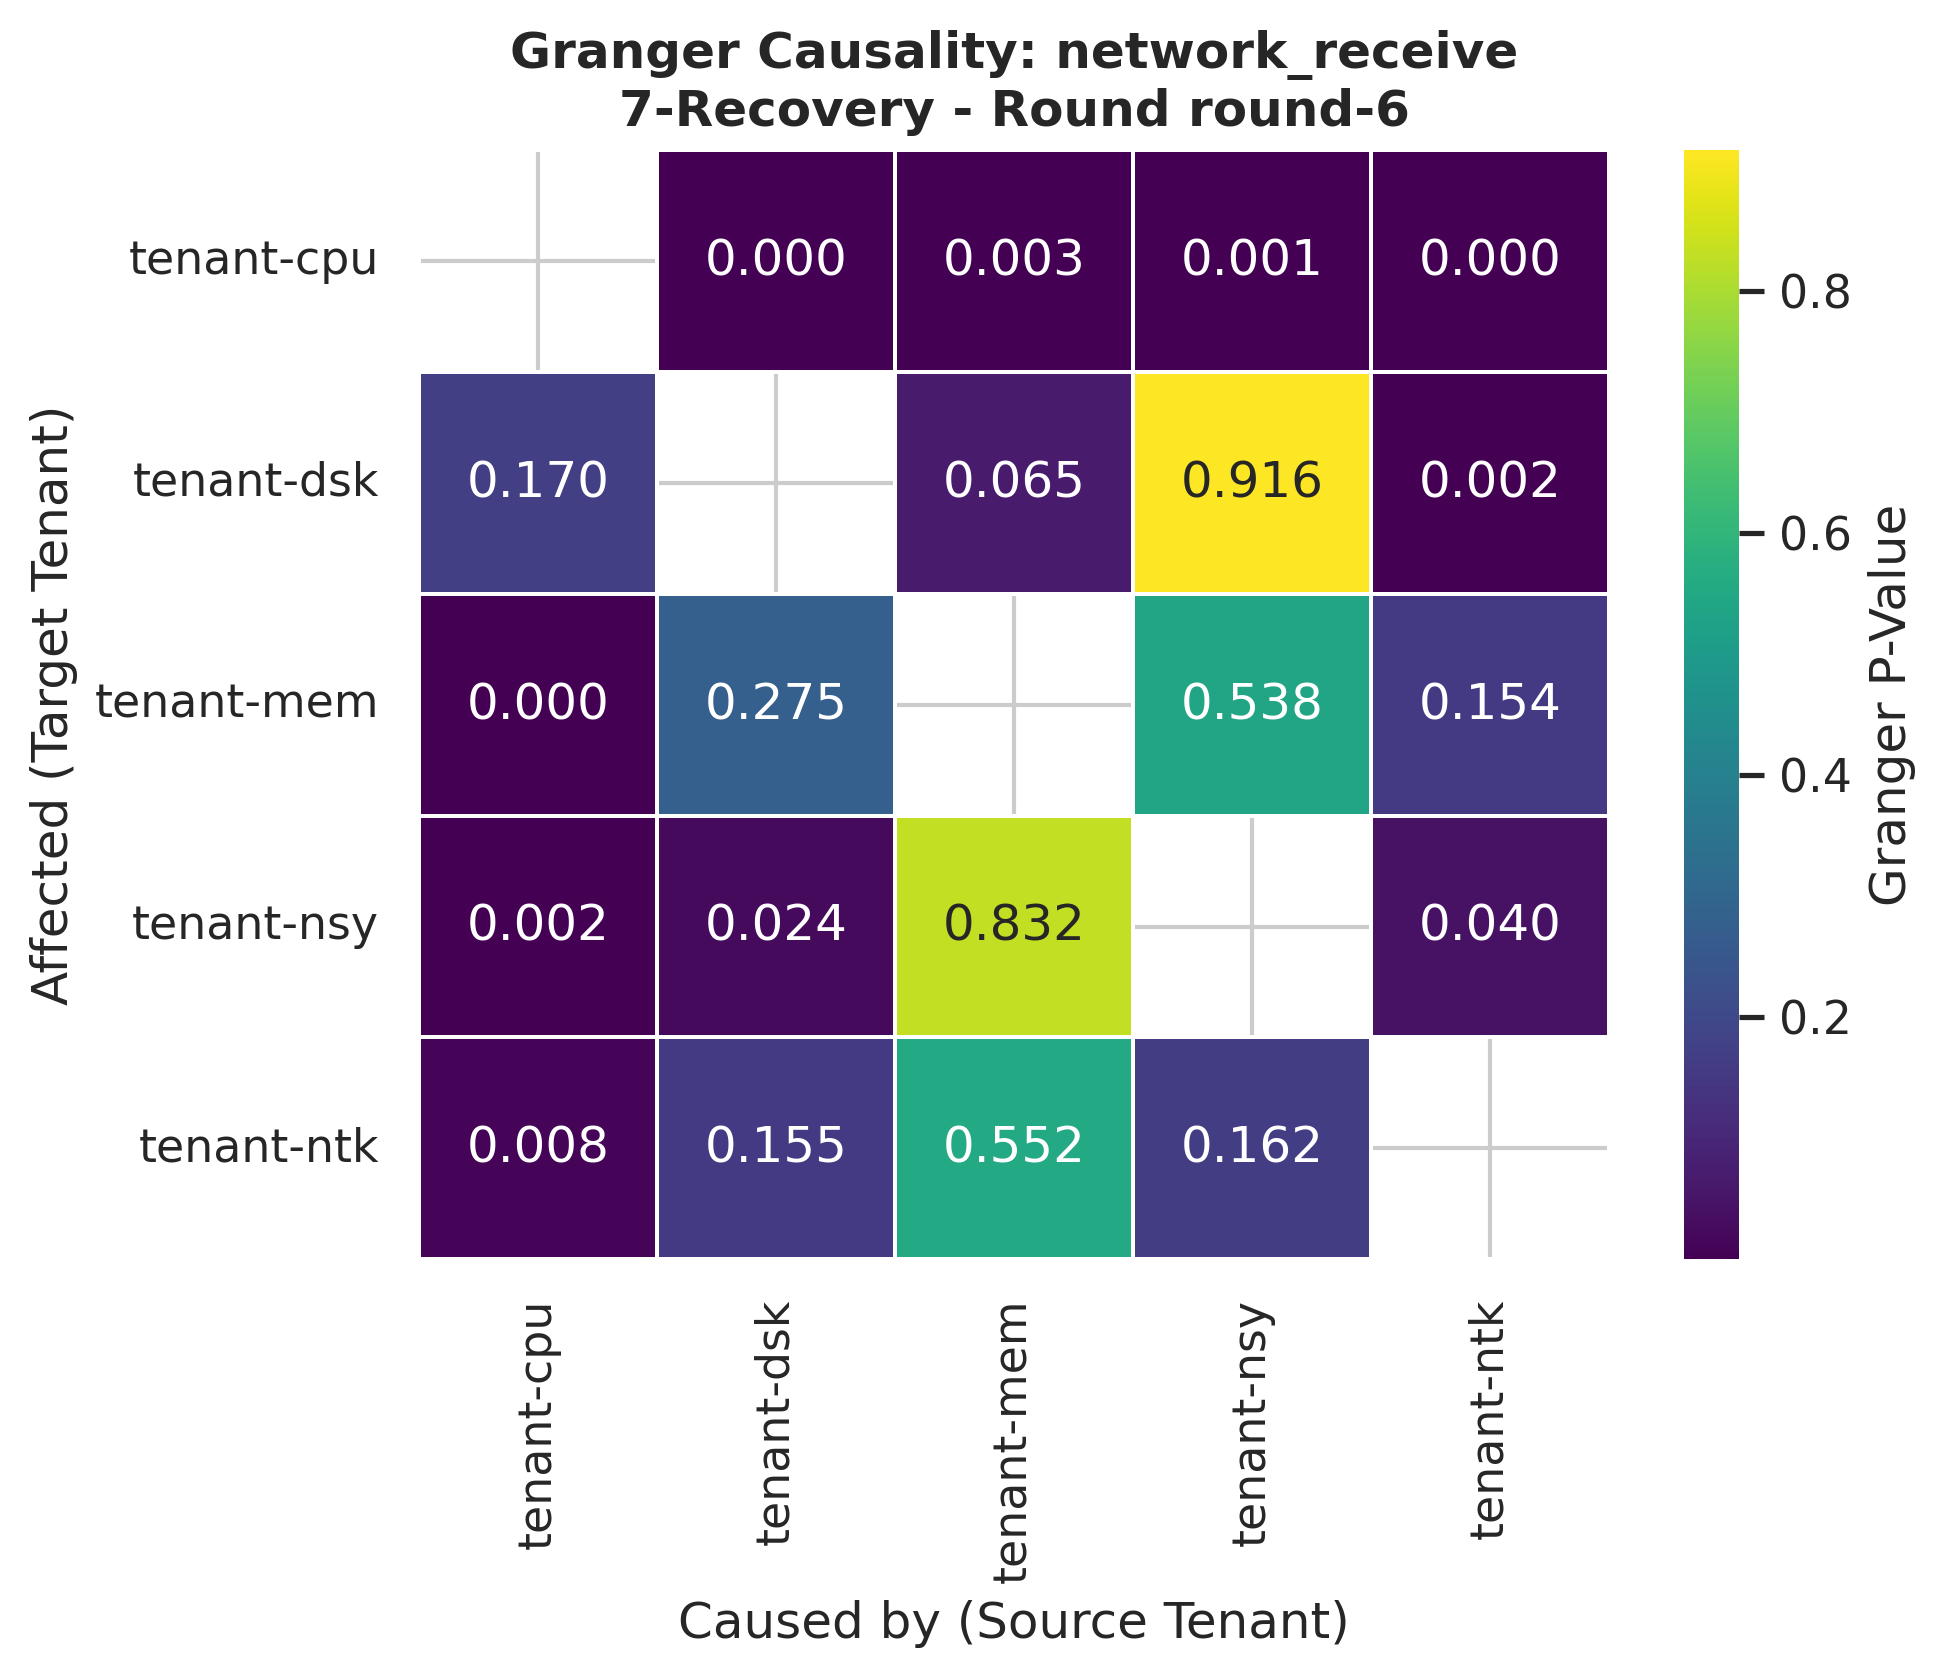 Granger Causality: network_receive
7-Recovery - Round round-6
Affected (Target Tenant)
tenant-cpu
0.000 0.003 0.001 0.000
tenant-dsk
0.170 0.065 0.916 0.002
tenant-mem
0.000 0.275 0.538 0.154
tenant-nsy
0.002 0.024 0.832 0.040
tenant-ntk
0.008 0.155 0.552 0.162
tenant-cpu
tenant-dsk
tenant-mem
tenant-nsy
tenant-ntk
Caused by (Source Tenant)
0.8
0.6
0.4
0.2
Granger P-Value